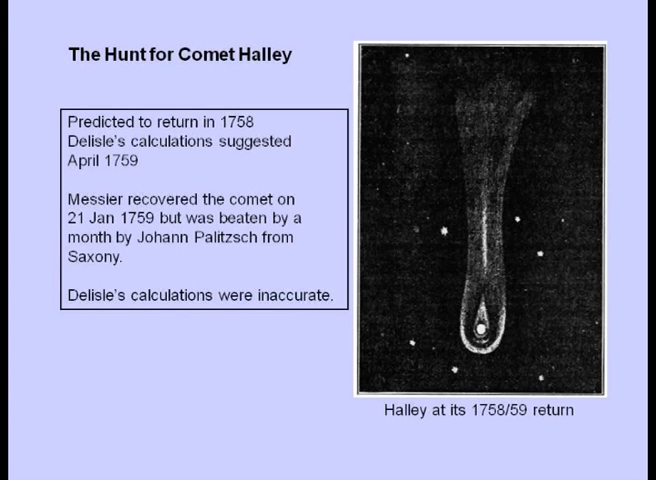 The Hunt for Comet Halley
Predicted to return in 1758
Delisle's calculations suggested
April 1759
Messier recovered the comet on
21 Jan 1759 but was beaten by a
month by Johann Palitzsch from
Saxony.
Delisle's calculations were inaccurate.
Halley at its 1758/59 return